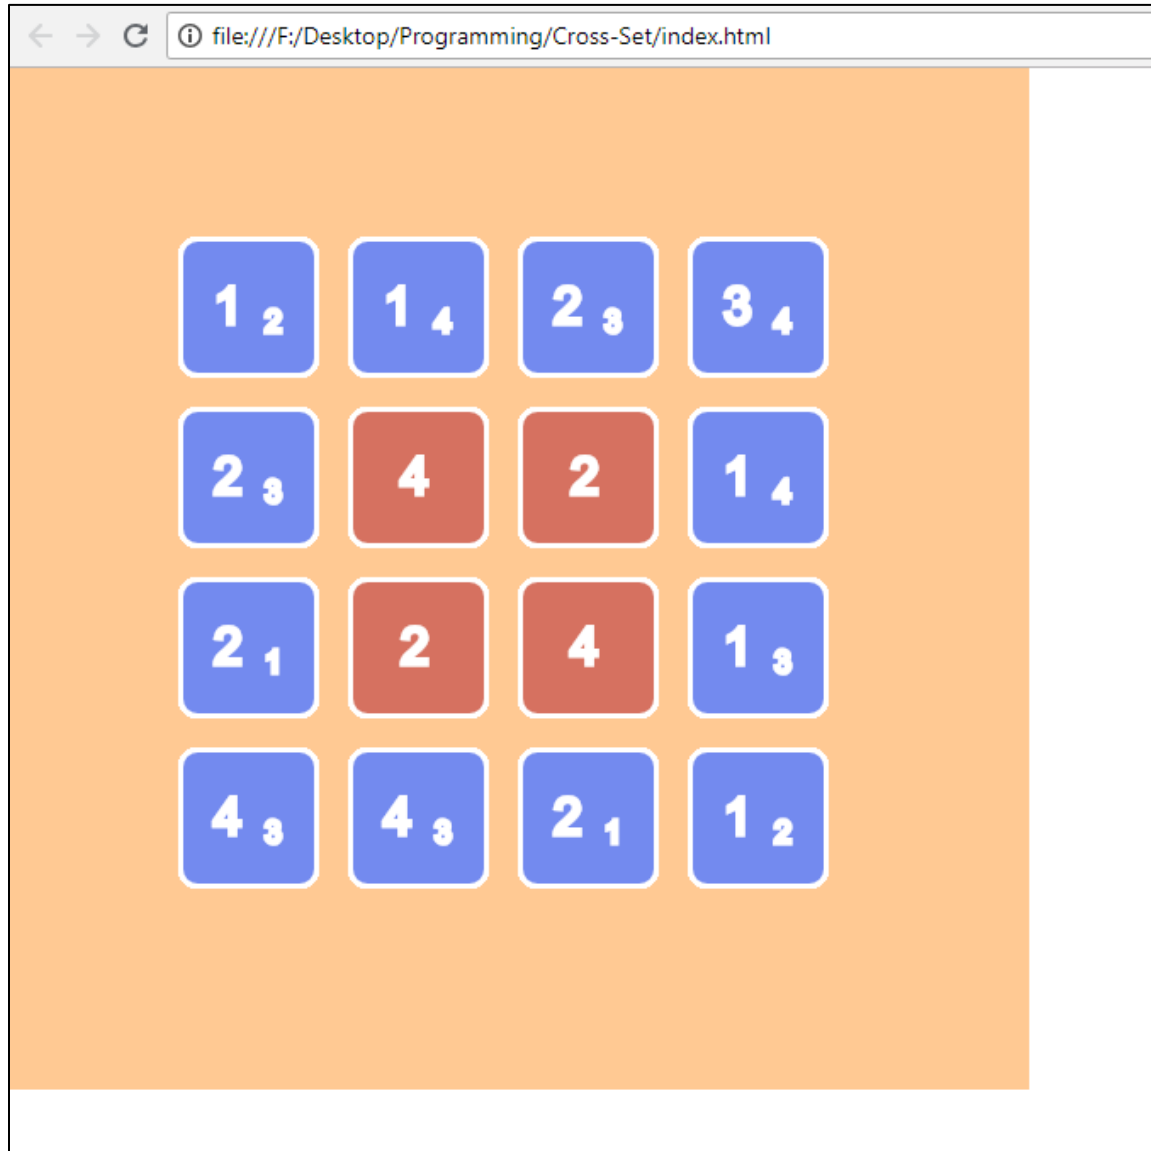 file:///F:/Desktop/Programming/Cross-Set/index.html
1 2 1 4 2 3 3 4
2 3 4 2 1 4
2 1 2 4 1 3
4 3 4 3 2 1 1 2